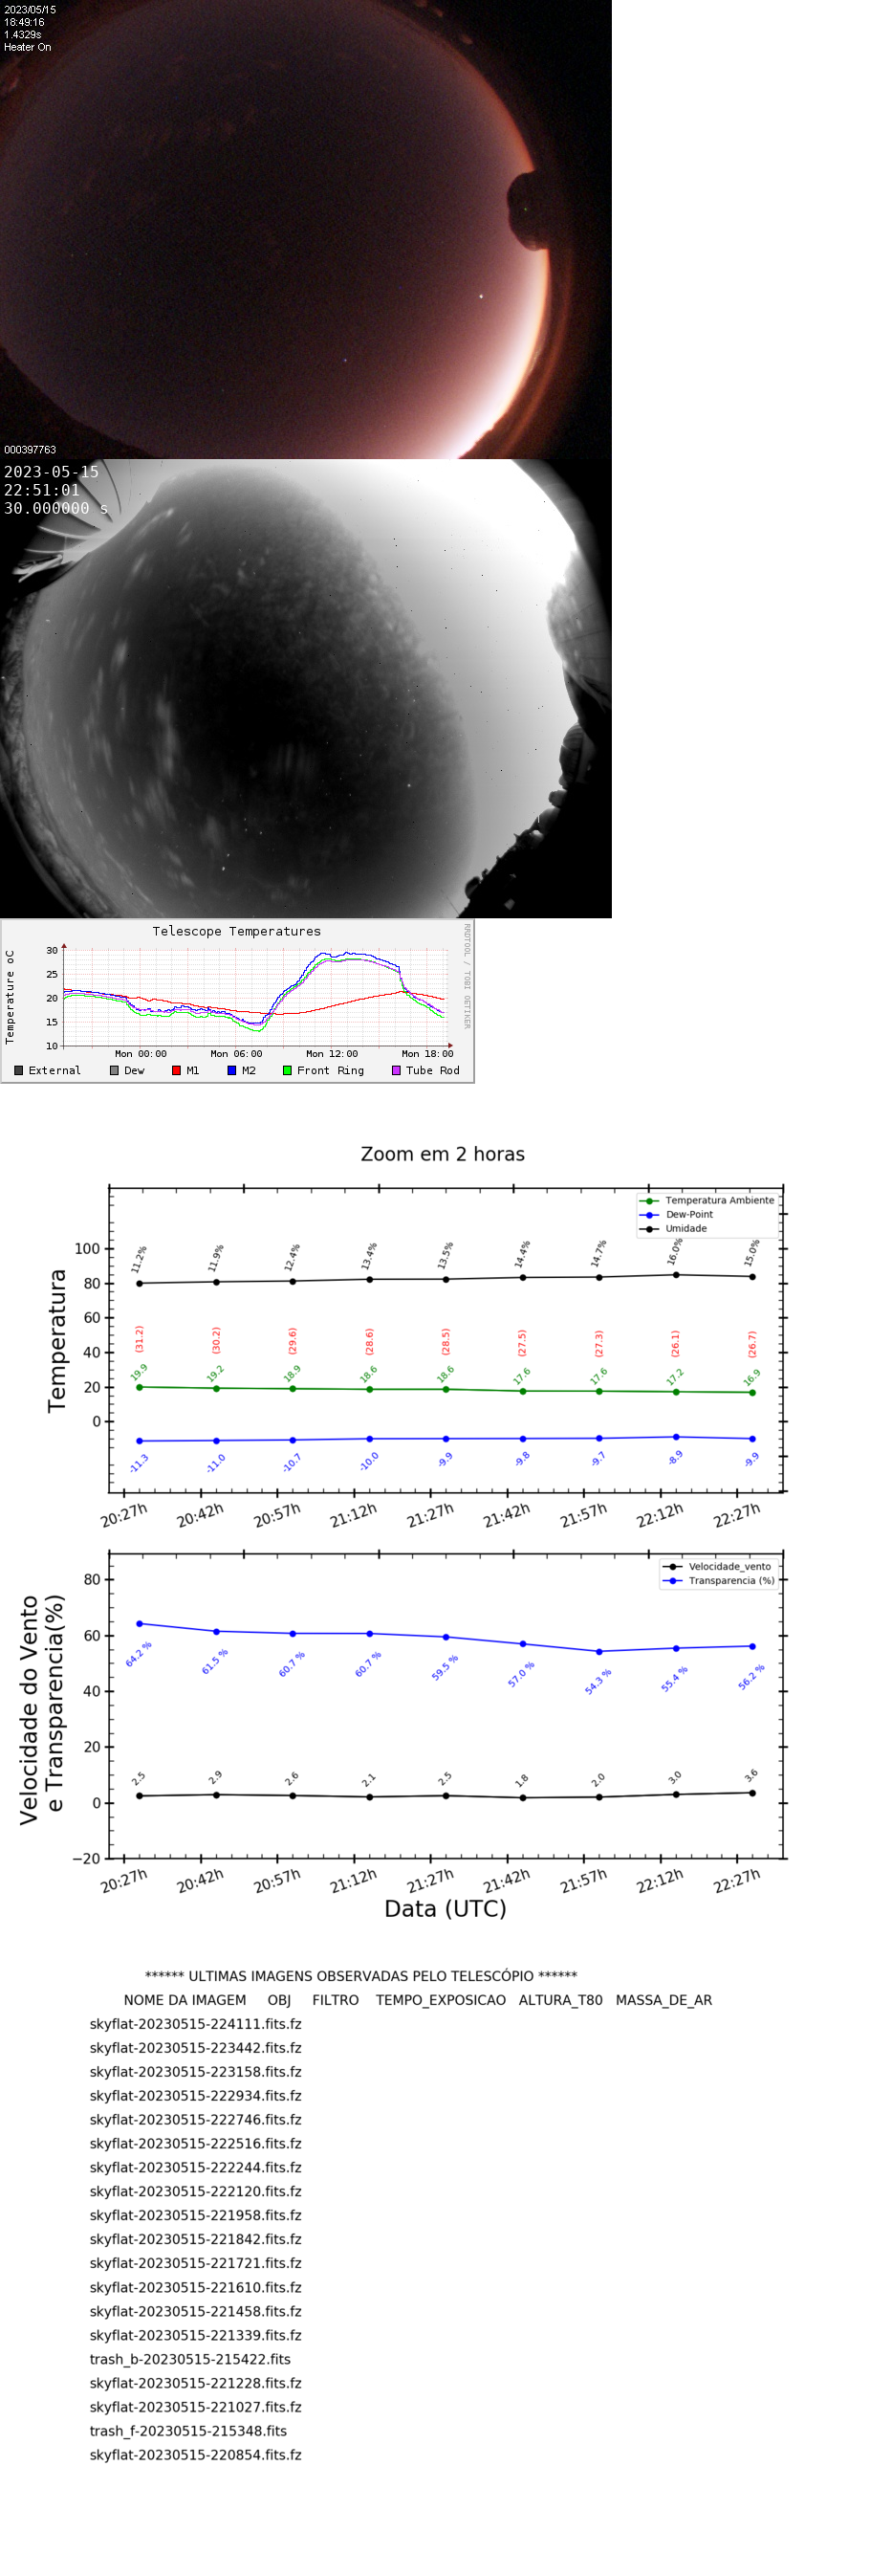 2023/05/15
18:49:16
1.4329s
Heater On
000397763
2023-05-15
22:51:01
30.000000 s
Telescope Temperatures
RRDTOOL / TOBI OETIKER
Temperature oC
30
25
20
15
10
Mon 00:00 Mon 06:00 Mon 12:00 Mon 18:00
External Dew M1 M2 Front Ring Tube Rod
Zoom em 2 horas
Temperatura
Temperatura Ambiente
Dew-Point
Umidade
100
80
60
40
20
0
11.2% 11.9% 12.4% 13.4% 13.5% 14.4% 14.7% 16.0% 15.0%
(31.2) (30.2) (29.6) (28.6) (28.5) (27.5) (27.3) (26.1) (26.7)
19.9 19.2 18.9 18.6 18.6 17.6 17.6 17.2 16.9
-11.3 -11.0 -10.7 -10.0 -9.9 -9.8 -9.7 -8.9 -9.9
20:27h 20:42h 20:57h 21:12h 21:27h 21:42h 21:57h 22:12h 22:27h
Velocidade do Vento
e Transparencia(%)
Velocidade_vento
Transparencia (%)
80
60
40
20
0
−20
64.2 % 61.5 % 60.7 % 60.7 % 59.5 % 57.0 % 54.3 % 55.4 % 56.2 %
2.5 2.9 2.6 2.1 2.5 1.8 2.0 3.0 3.6
20:27h 20:42h 20:57h 21:12h 21:27h 21:42h 21:57h 22:12h 22:27h
Data (UTC)
****** ULTIMAS IMAGENS OBSERVADAS PELO TELESCÓPIO ******
NOME DA IMAGEM OBJ FILTRO TEMPO_EXPOSICAO ALTURA_T80 MASSA_DE_AR
skyflat-20230515-224111.fits.fz
skyflat-20230515-223442.fits.fz
skyflat-20230515-223158.fits.fz
skyflat-20230515-222934.fits.fz
skyflat-20230515-222746.fits.fz
skyflat-20230515-222516.fits.fz
skyflat-20230515-222244.fits.fz
skyflat-20230515-222120.fits.fz
skyflat-20230515-221958.fits.fz
skyflat-20230515-221842.fits.fz
skyflat-20230515-221721.fits.fz
skyflat-20230515-221610.fits.fz
skyflat-20230515-221458.fits.fz
skyflat-20230515-221339.fits.fz
trash_b-20230515-215422.fits
skyflat-20230515-221228.fits.fz
skyflat-20230515-221027.fits.fz
trash_f-20230515-215348.fits
skyflat-20230515-220854.fits.fz